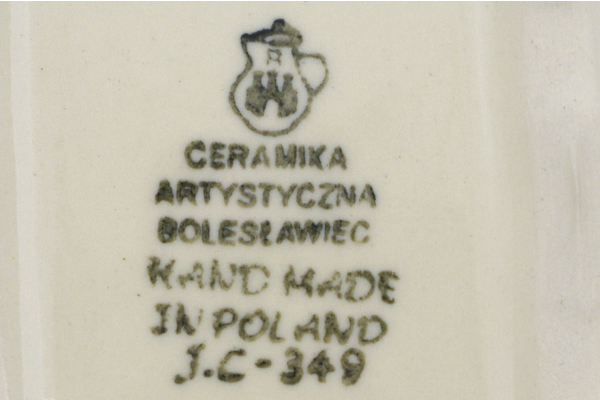 R
CERAMIKA
ARTYSTYCZNA
BOLESŁAWIEC
HAND MADE
IN POLAND
J.C-349